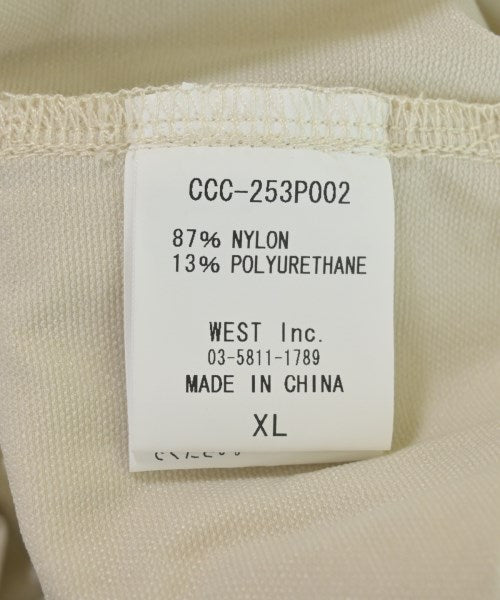 CCC-253P002
87% NYLON
13% POLYURETHANE
WEST Inc.
03-5811-1789
MADE IN CHINA
XL